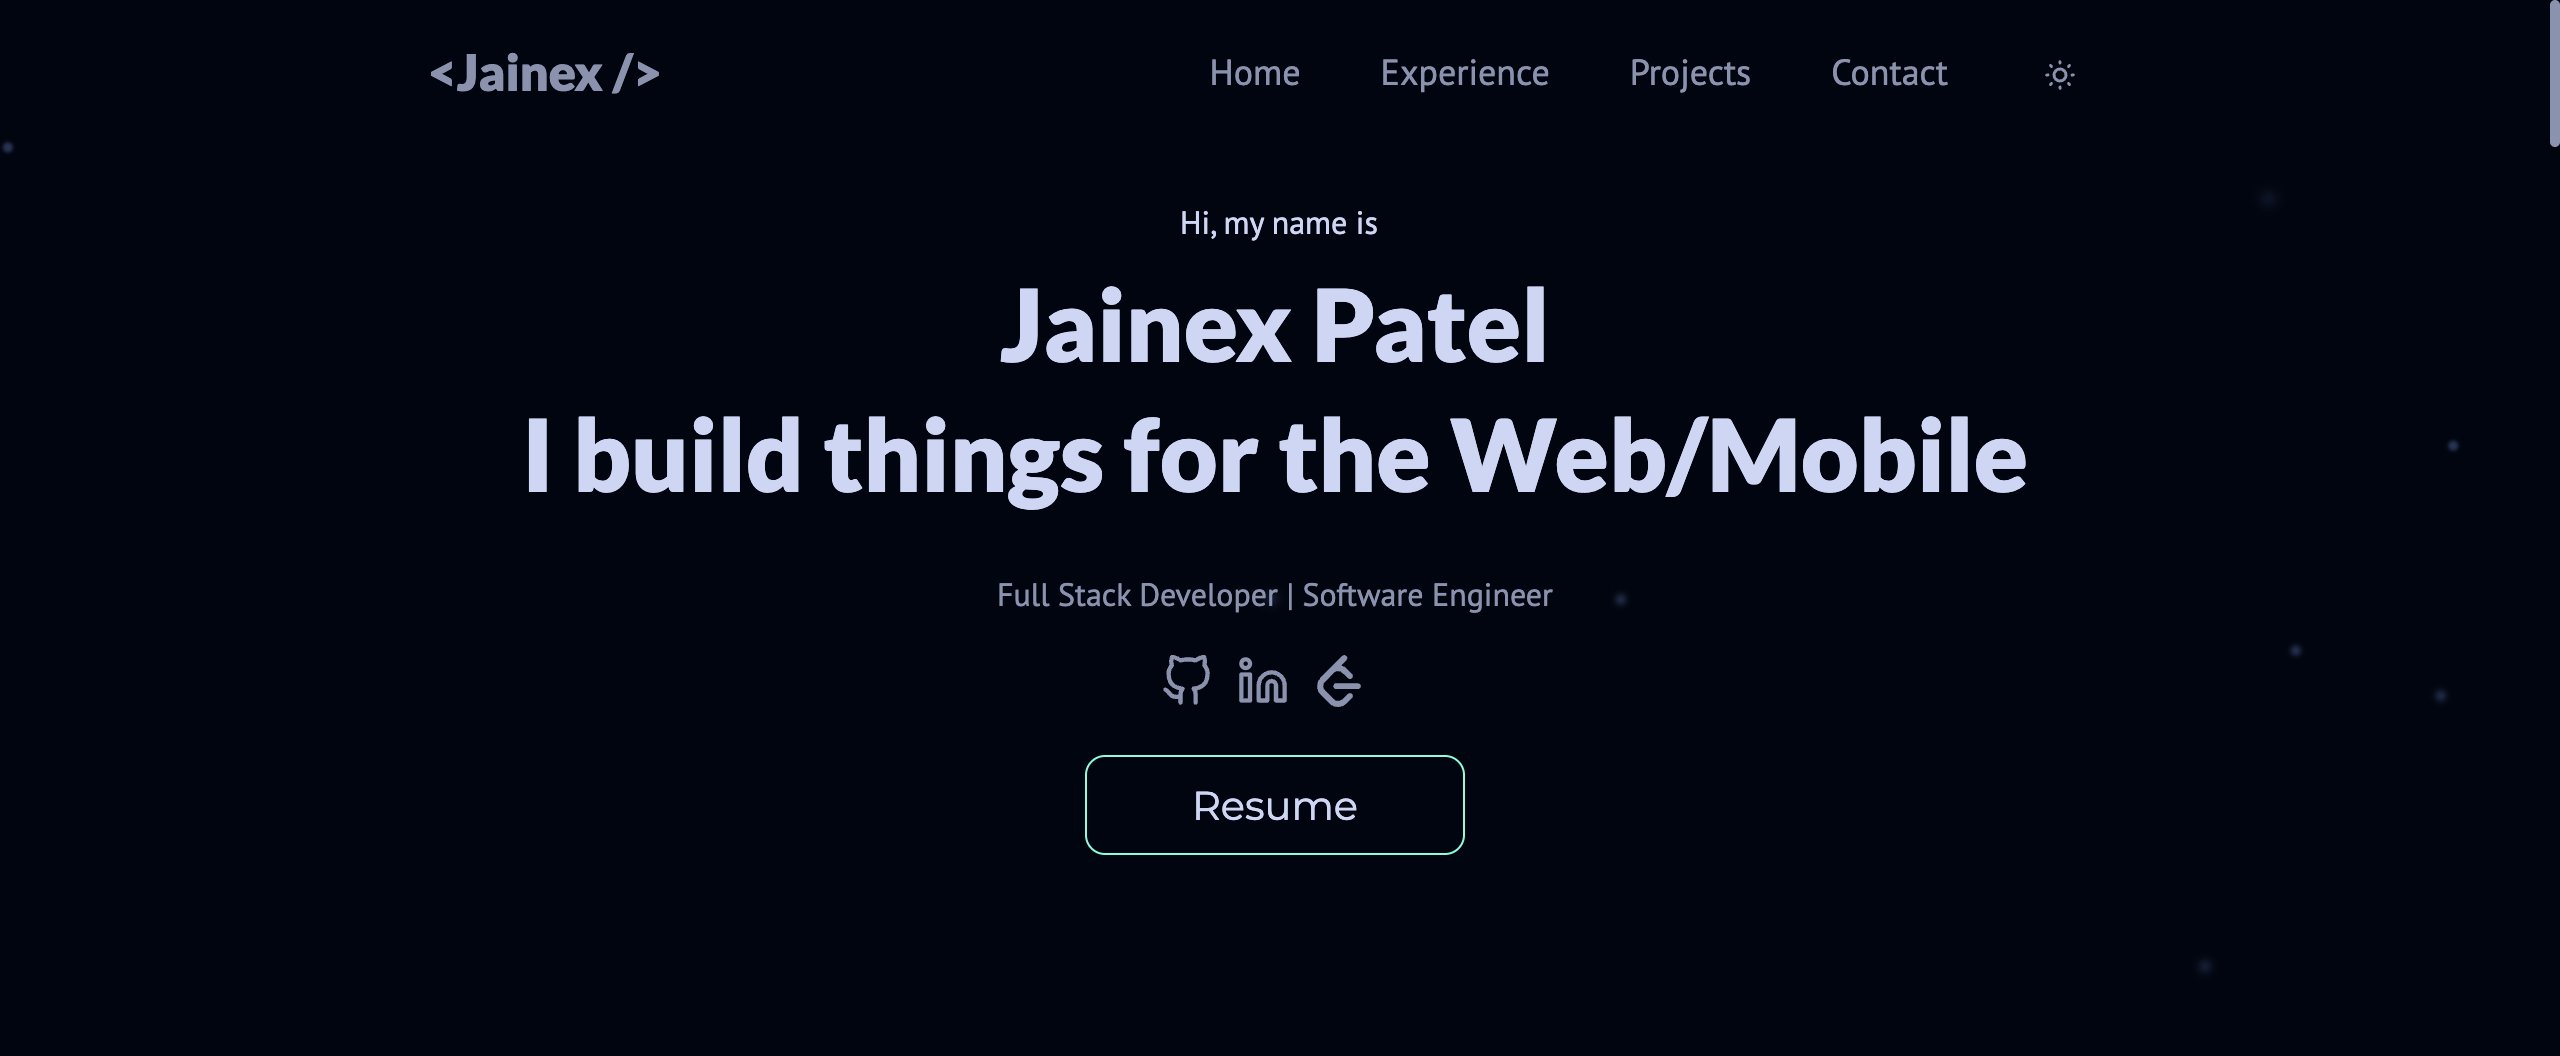 <Jainex />
Home Experience Projects Contact
Hi, my name is
Jainex Patel
I build things for the Web/Mobile
Full Stack Developer | Software Engineer
Resume